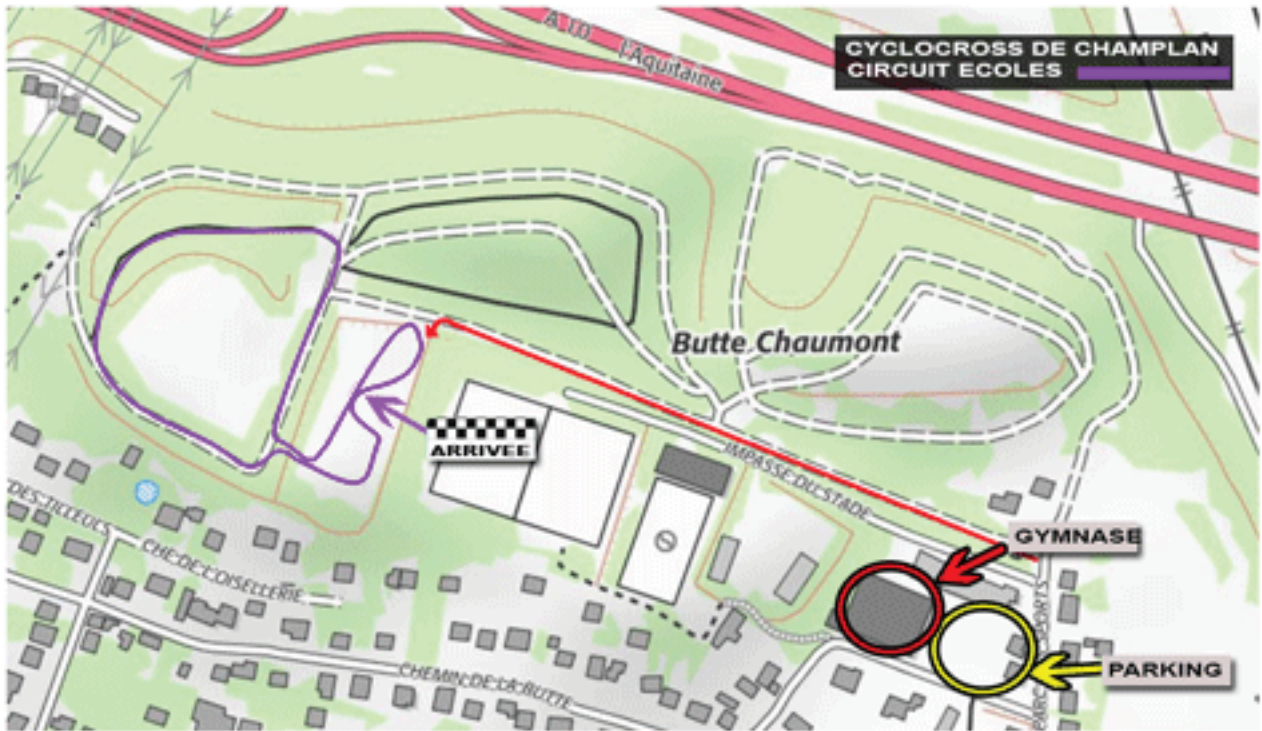 A 10
l'Aquitaine
CYCLOCROSS DE CHAMPLAN
CIRCUIT ECOLES
Butte Chaumont
ARRIVEE
IMPASSE DU STADE
GYMNASE
DES TILLEULS
CHE DE L'OISELLERIE
CHEMIN DE LA BUTTE
PARKING